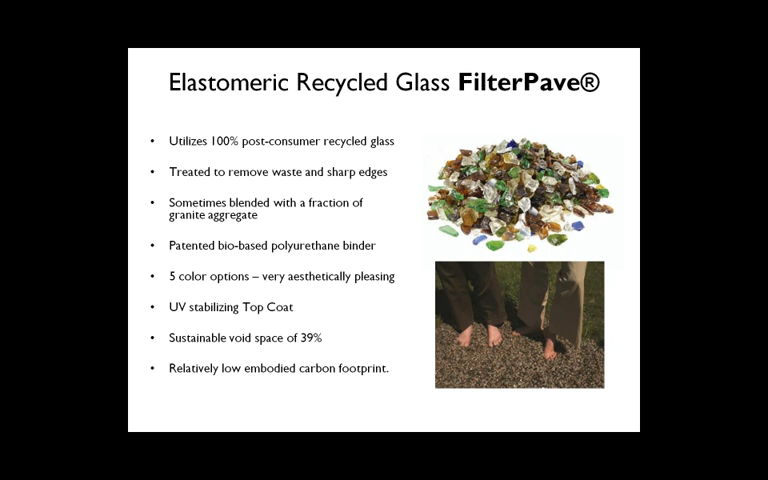 Elastomeric Recycled Glass FilterPave®
• Utilizes 100% post-consumer recycled glass
• Treated to remove waste and sharp edges
• Sometimes blended with a fraction of
granite aggregate
• Patented bio-based polyurethane binder
• 5 color options – very aesthetically pleasing
• UV stabilizing Top Coat
• Sustainable void space of 39%
• Relatively low embodied carbon footprint.